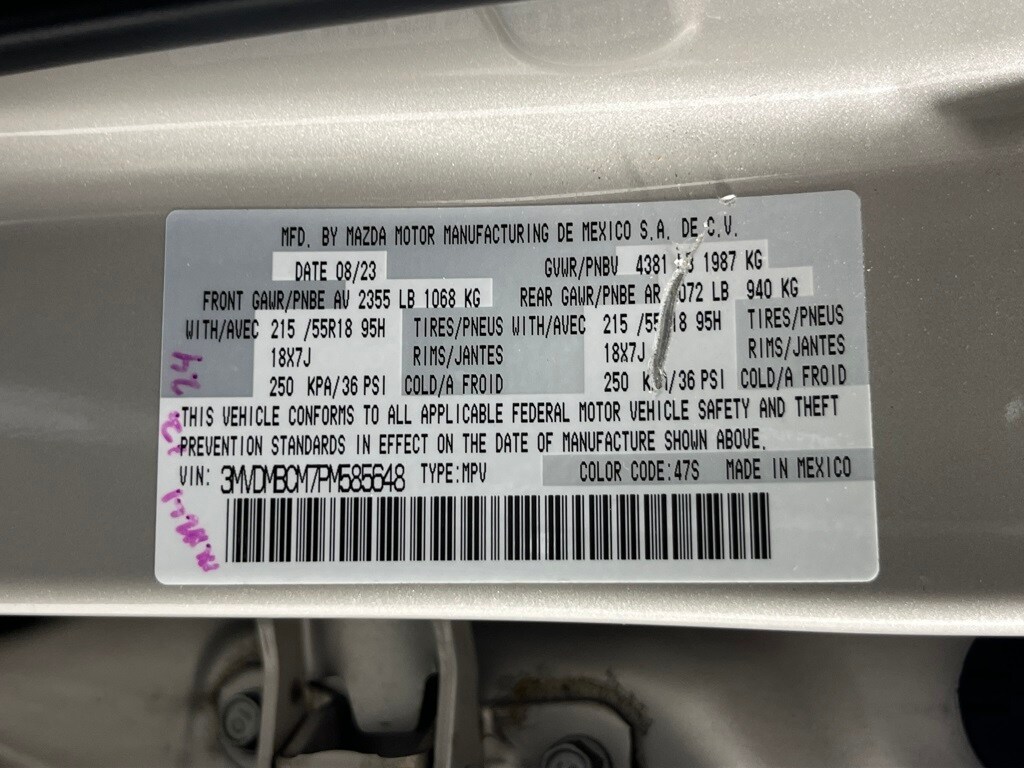 MFD. BY MAZDA MOTOR MANUFACTURING DE MEXICO S.A. DE C.V.
DATE 08/23 GVWR/PNBV 4381 LB 1987 KG
FRONT GAWR/PNBE AV 2355 LB 1068 KG REAR GAWR/PNBE AR 072 LB 940 KG
WITH/AVEC 215 /55R18 95H TIRES/PNEUS WITH/AVEC 215 /55R18 95H TIRES/PNEUS
18X7J RIMS/JANTES 18X7J RIMS/JANTES
250 KPA/36 PSI COLD/A FROID 250 KPA/36 PSI COLD/A FROID
THIS VEHICLE CONFORMS TO ALL APPLICABLE FEDERAL MOTOR VEHICLE SAFETY AND THEFT
PREVENTION STANDARDS IN EFFECT ON THE DATE OF MANUFACTURE SHOWN ABOVE.
VIN: 3MVDMBCM7PM585648 TYPE:MPV COLOR CODE:47S MADE IN MEXICO